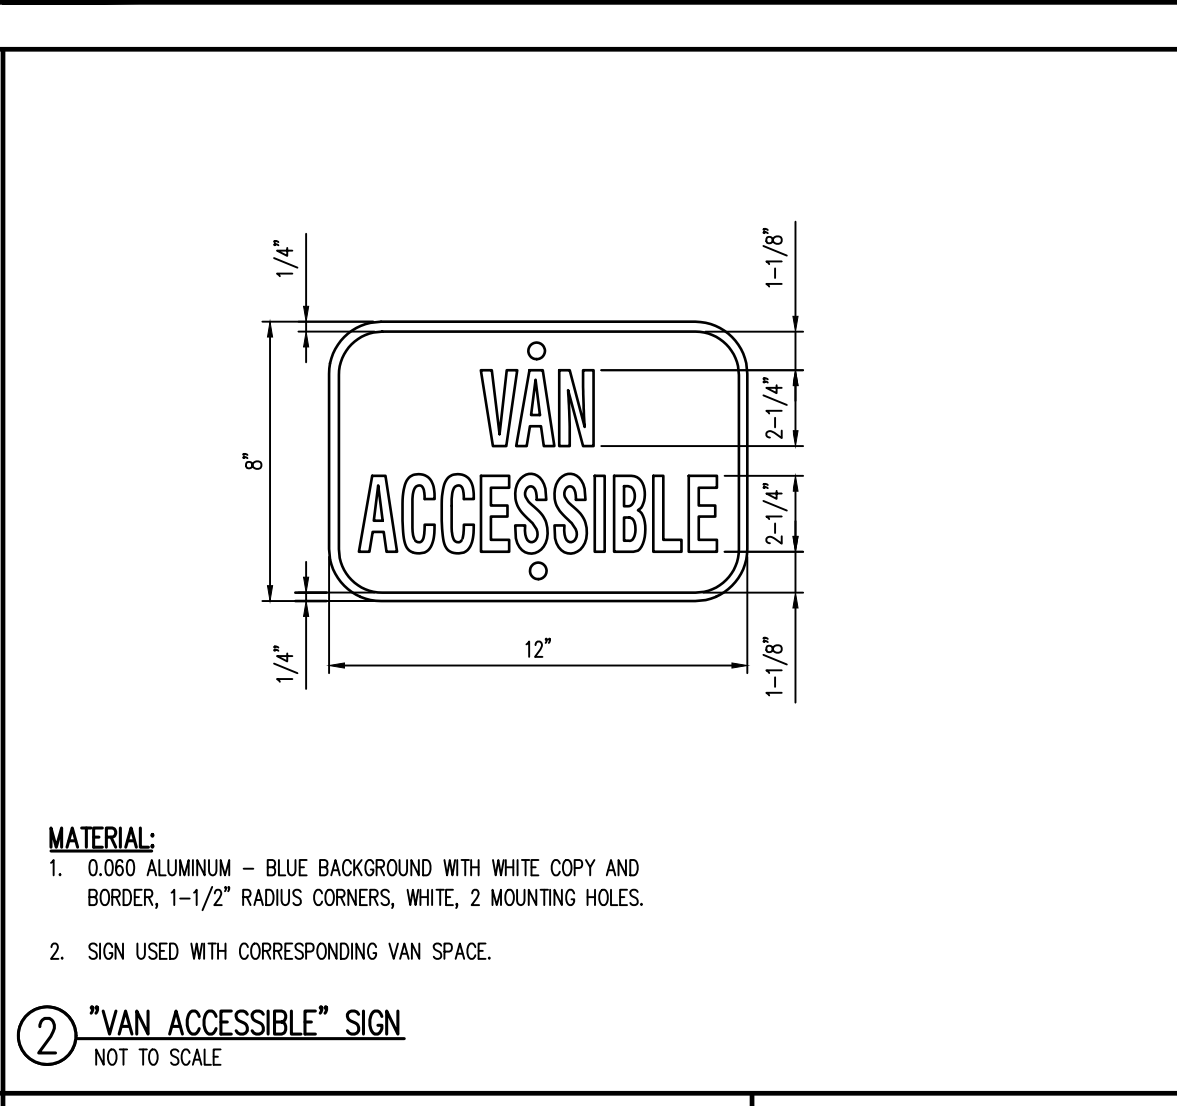 1/4"
1-1/8"
VAN
2-1/4"
8"
ACCESSIBLE
2-1/4"
12"
1/4"
1-1/8"
MATERIAL:
1. 0.060 ALUMINUM – BLUE BACKGROUND WITH WHITE COPY AND
BORDER, 1-1/2" RADIUS CORNERS, WHITE, 2 MOUNTING HOLES.
2. SIGN USED WITH CORRESPONDING VAN SPACE.
2 "VAN ACCESSIBLE" SIGN
NOT TO SCALE